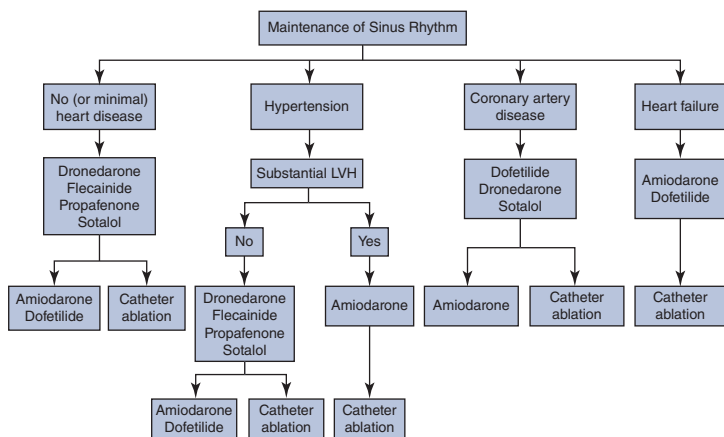 Maintenance of Sinus Rhythm
No (or minimal)
heart disease
Hypertension
Coronary artery
disease
Heart failure
Dronedarone
Flecainide
Propafenone
Sotalol
Substantial LVH
Dofetilide
Dronedarone
Sotalol
Amiodarone
Dofetilide
No
Yes
Amiodarone
Dofetilide
Catheter
ablation
Dronedarone
Flecainide
Propafenone
Sotalol
Amiodarone
Amiodarone
Catheter
ablation
Catheter
ablation
Amiodarone
Dofetilide
Catheter
ablation
Catheter
ablation